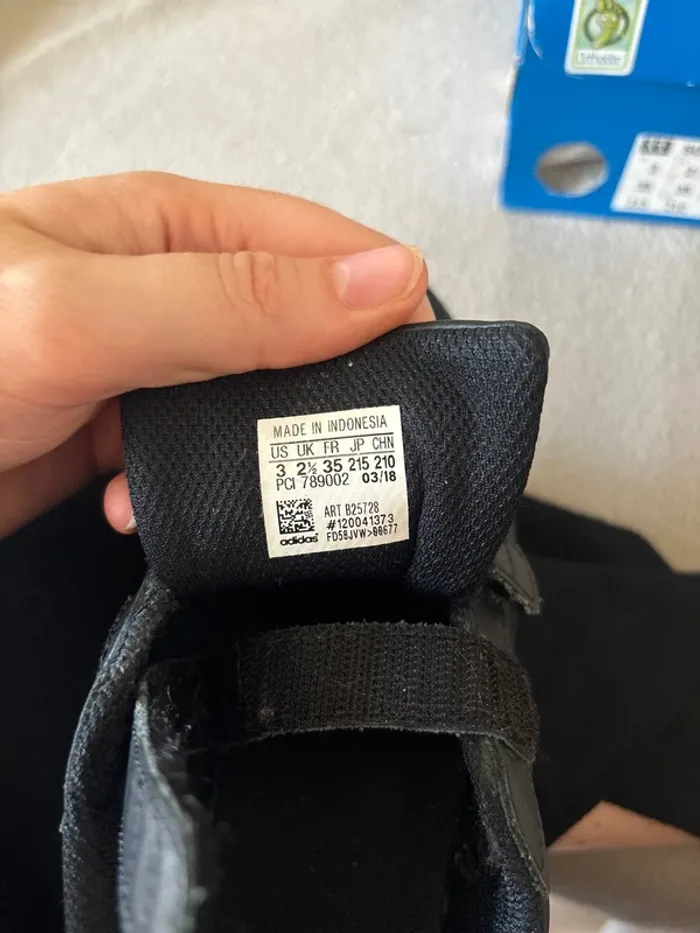 MADE IN INDONESIA
US UK FR JP CHN
3 2½ 35 215 210
PCI 789002 03/18
ART B25728
#120041373
adidas FD58JVW>00677